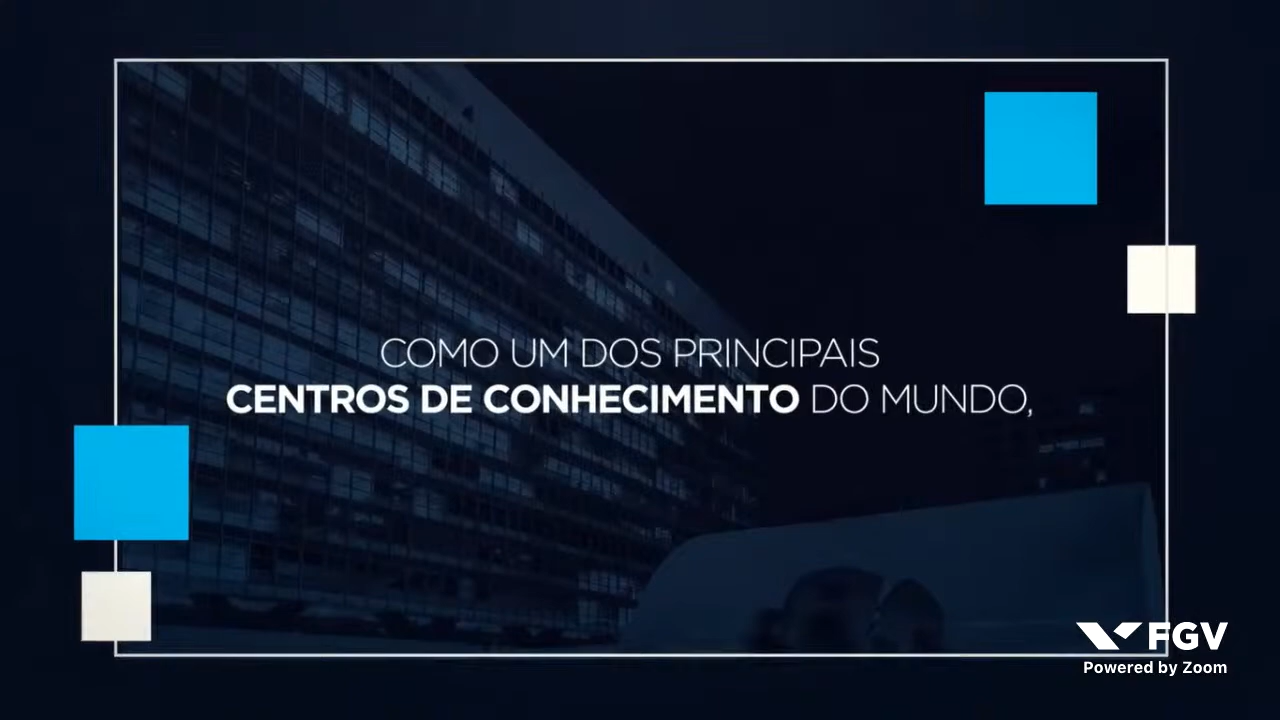 COMO UM DOS PRINCIPAIS
CENTROS DE CONHECIMENTO DO MUNDO,
FGV
Powered by Zoom